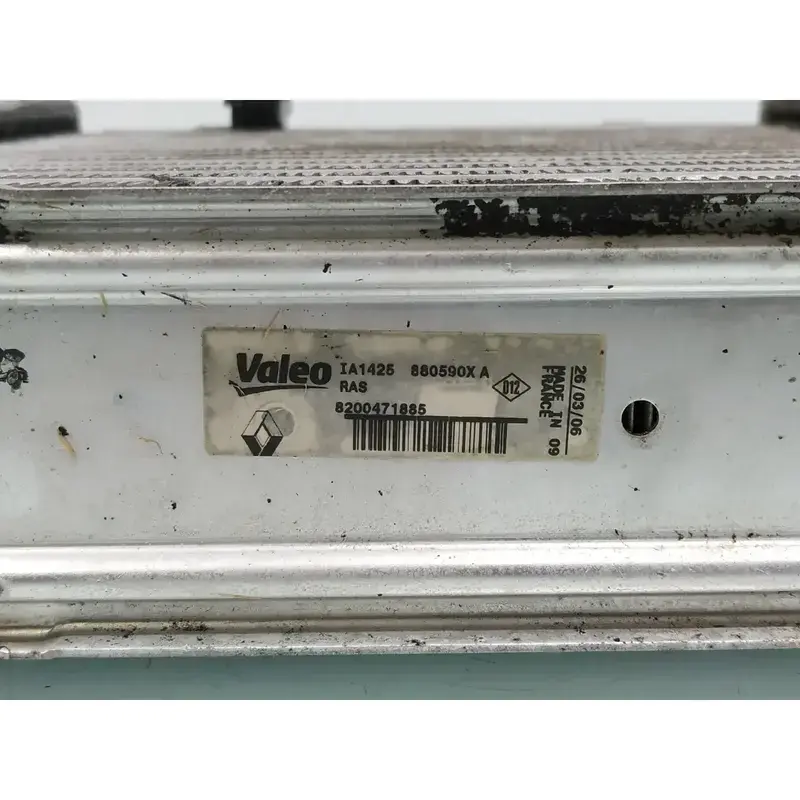 Valeo IA1425 880590X A
RAS
D12
8200471885
26/03/06
MADE IN 09
FRANCE